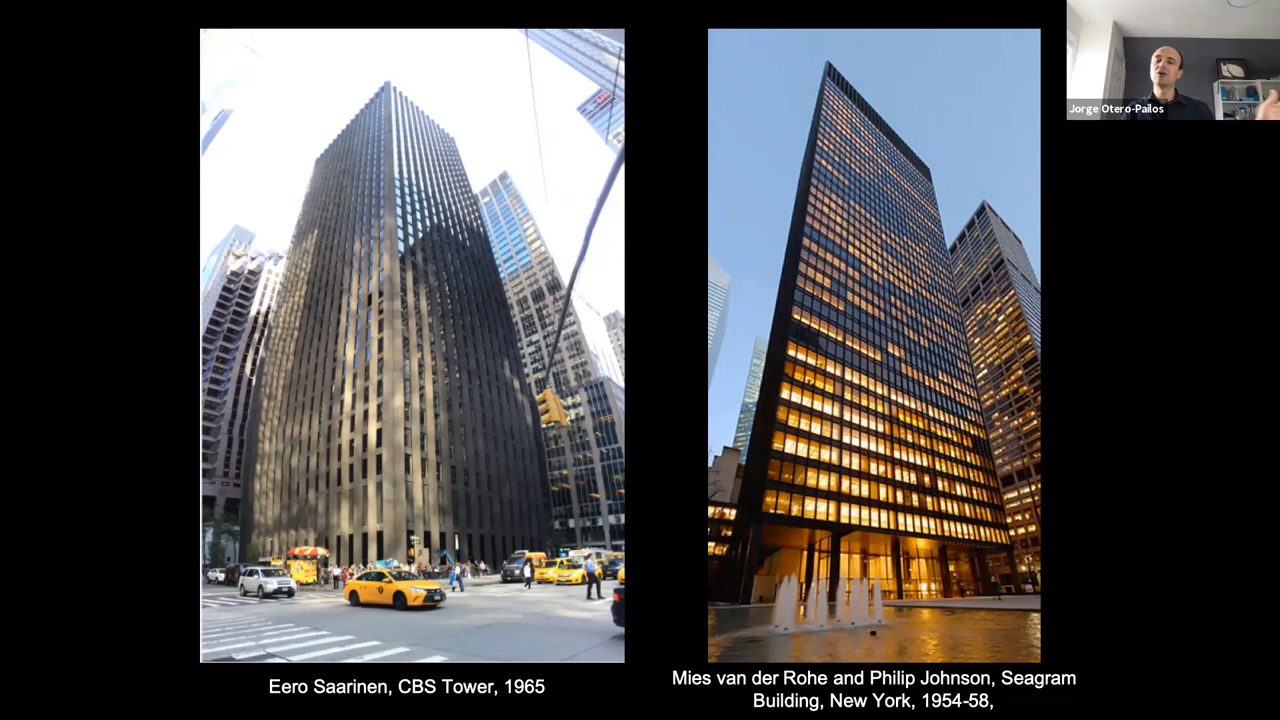 Jorge Otero-Pailos
Eero Saarinen, CBS Tower, 1965
Mies van der Rohe and Philip Johnson, Seagram
Building, New York, 1954-58,